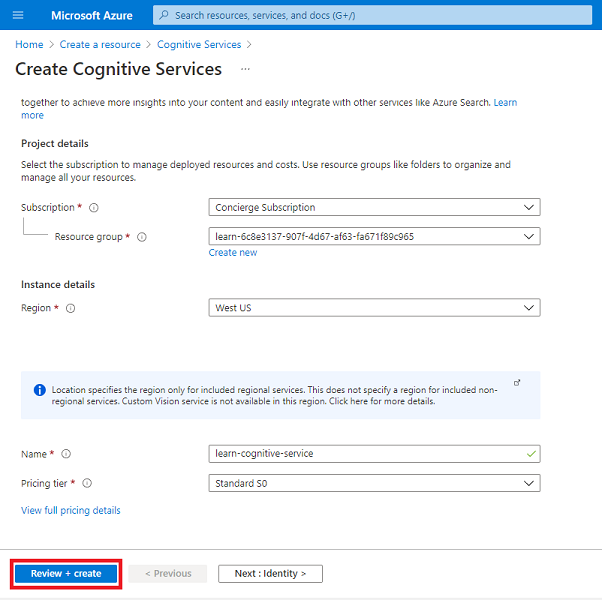 Microsoft Azure
Search resources, services, and docs (G+/)
Home > Create a resource > Cognitive Services >
Create Cognitive Services ...
together to achieve more insights into your content and easily integrate with other services like Azure Search. Learn
more
Project details
Select the subscription to manage deployed resources and costs. Use resource groups like folders to organize and
manage all your resources.
Subscription *
Concierge Subscription
Resource group *
learn-6c8e3137-907f-4d67-af63-fa671f89c965
Create new
Instance details
Region *
West US
Location specifies the region only for included regional services. This does not specify a region for included non-
regional services. Custom Vision service is not available in this region. Click here for more details.
Name *
learn-cognitive-service
Pricing tier *
Standard S0
View full pricing details
Review + create
< Previous
Next : Identity >